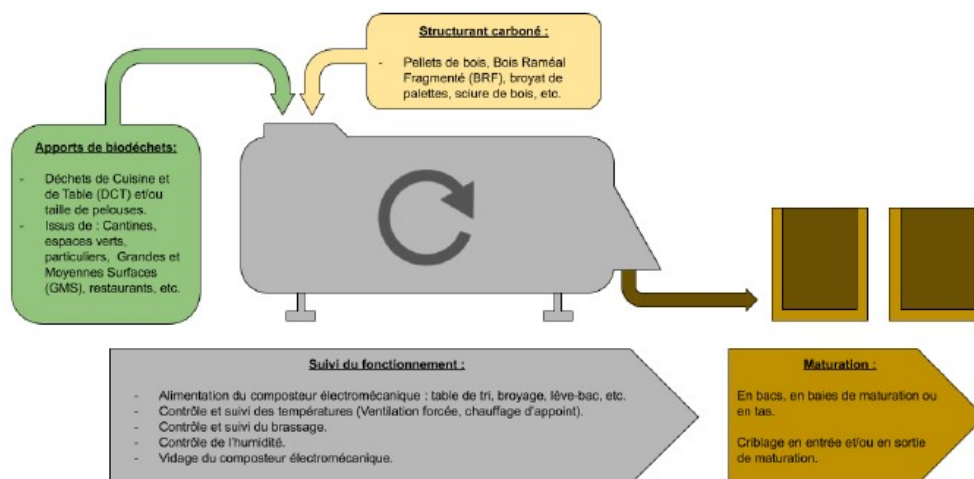 Structurant carboné :
- Pellets de bois, Bois Raméal
Fragmenté (BRF), broyat de
palettes, sciure de bois, etc.
Apports de biodéchets:
- Déchets de Cuisine et
de Table (DCT) et/ou
taille de pelouses.
- Issus de : Cantines,
espaces verts,
particuliers, Grandes et
Moyennes Surfaces
(GMS), restaurants, etc.
Suivi du fonctionnement :
- Alimentation du composteur électromécanique : table de tri, broyage, lève-bac, etc.
- Contrôle et suivi des températures (Ventilation forcée, chauffage d'appoint).
- Contrôle et suivi du brassage.
- Contrôle de l'humidité.
- Vidage du composteur électromécanique.
Maturation :
En bacs, en baies de maturation ou
en tas.
Criblage en entrée et/ou en sortie
de maturation.